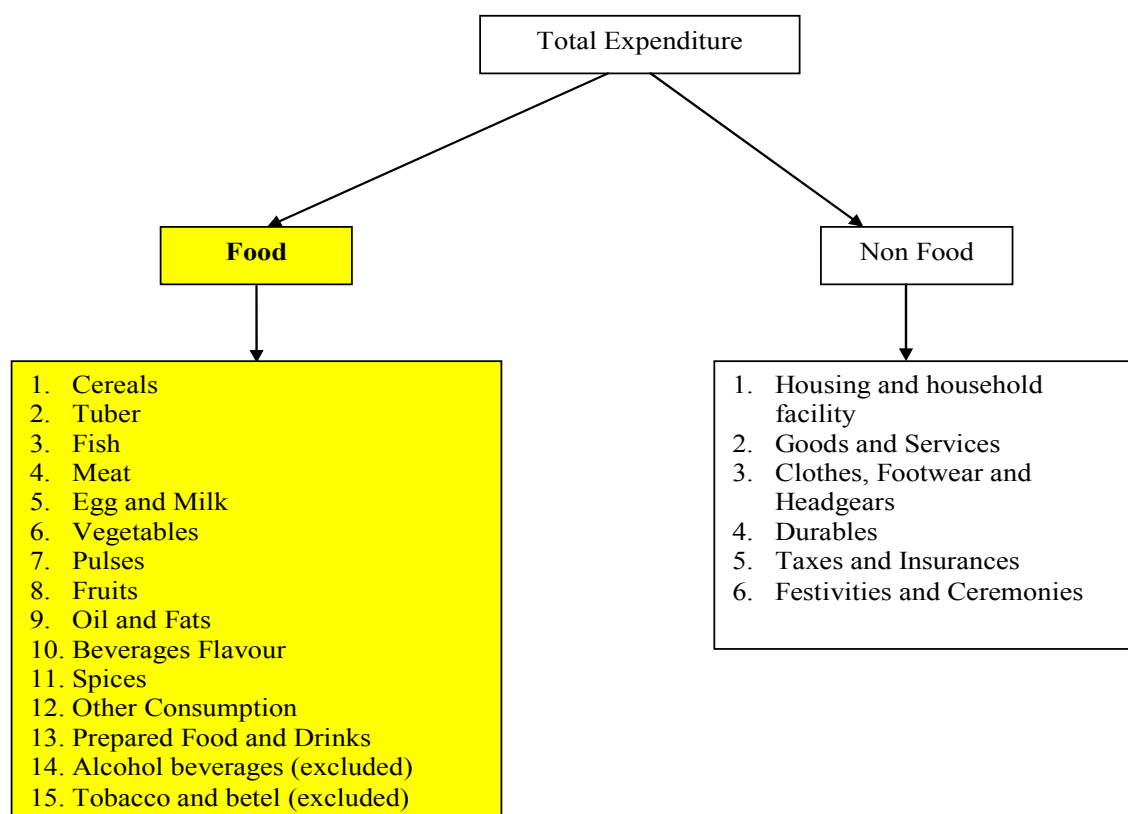 Total Expenditure
Food
Non Food
1. Cereals
2. Tuber
3. Fish
4. Meat
5. Egg and Milk
6. Vegetables
7. Pulses
8. Fruits
9. Oil and Fats
10. Beverages Flavour
11. Spices
12. Other Consumption
13. Prepared Food and Drinks
14. Alcohol beverages (excluded)
15. Tobacco and betel (excluded)
1. Housing and household
facility
2. Goods and Services
3. Clothes, Footwear and
Headgears
4. Durables
5. Taxes and Insurances
6. Festivities and Ceremonies